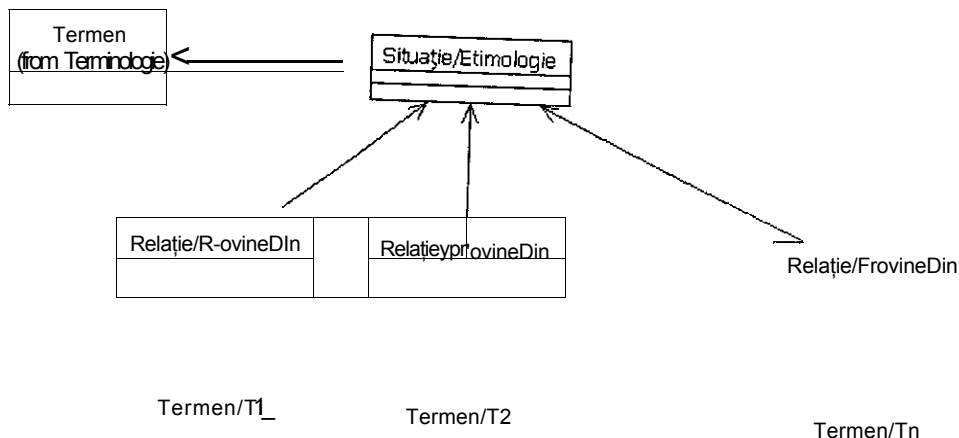 Termen
(from Terminologie)
Situație/Etimologie
Relație/R-ovineDIn
RelațieyprovineDin
Relație/FrovineDin
Termen/T1_
Termen/T2
Termen/Tn